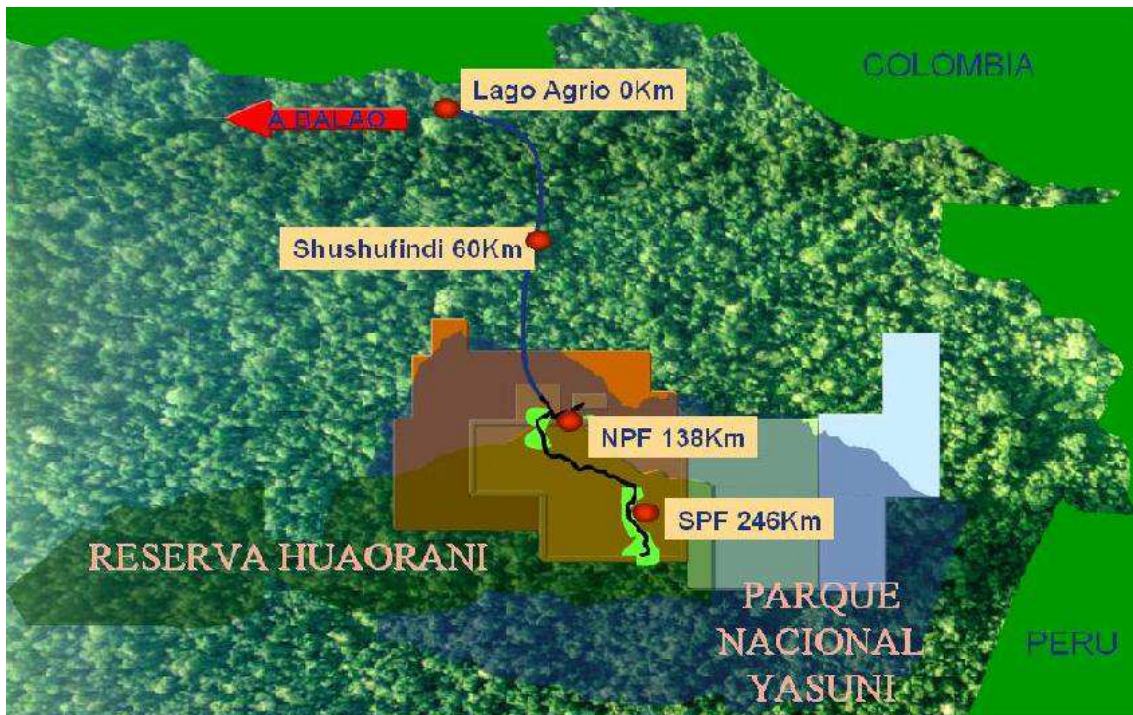 COLOMBIA
Lago Agrio 0Km
A BALAO
Shushufindi 60Km
NPF 138Km
SPF 246Km
RESERVA HUAORANI
PARQUE
NACIONAL
YASUNI
PERU